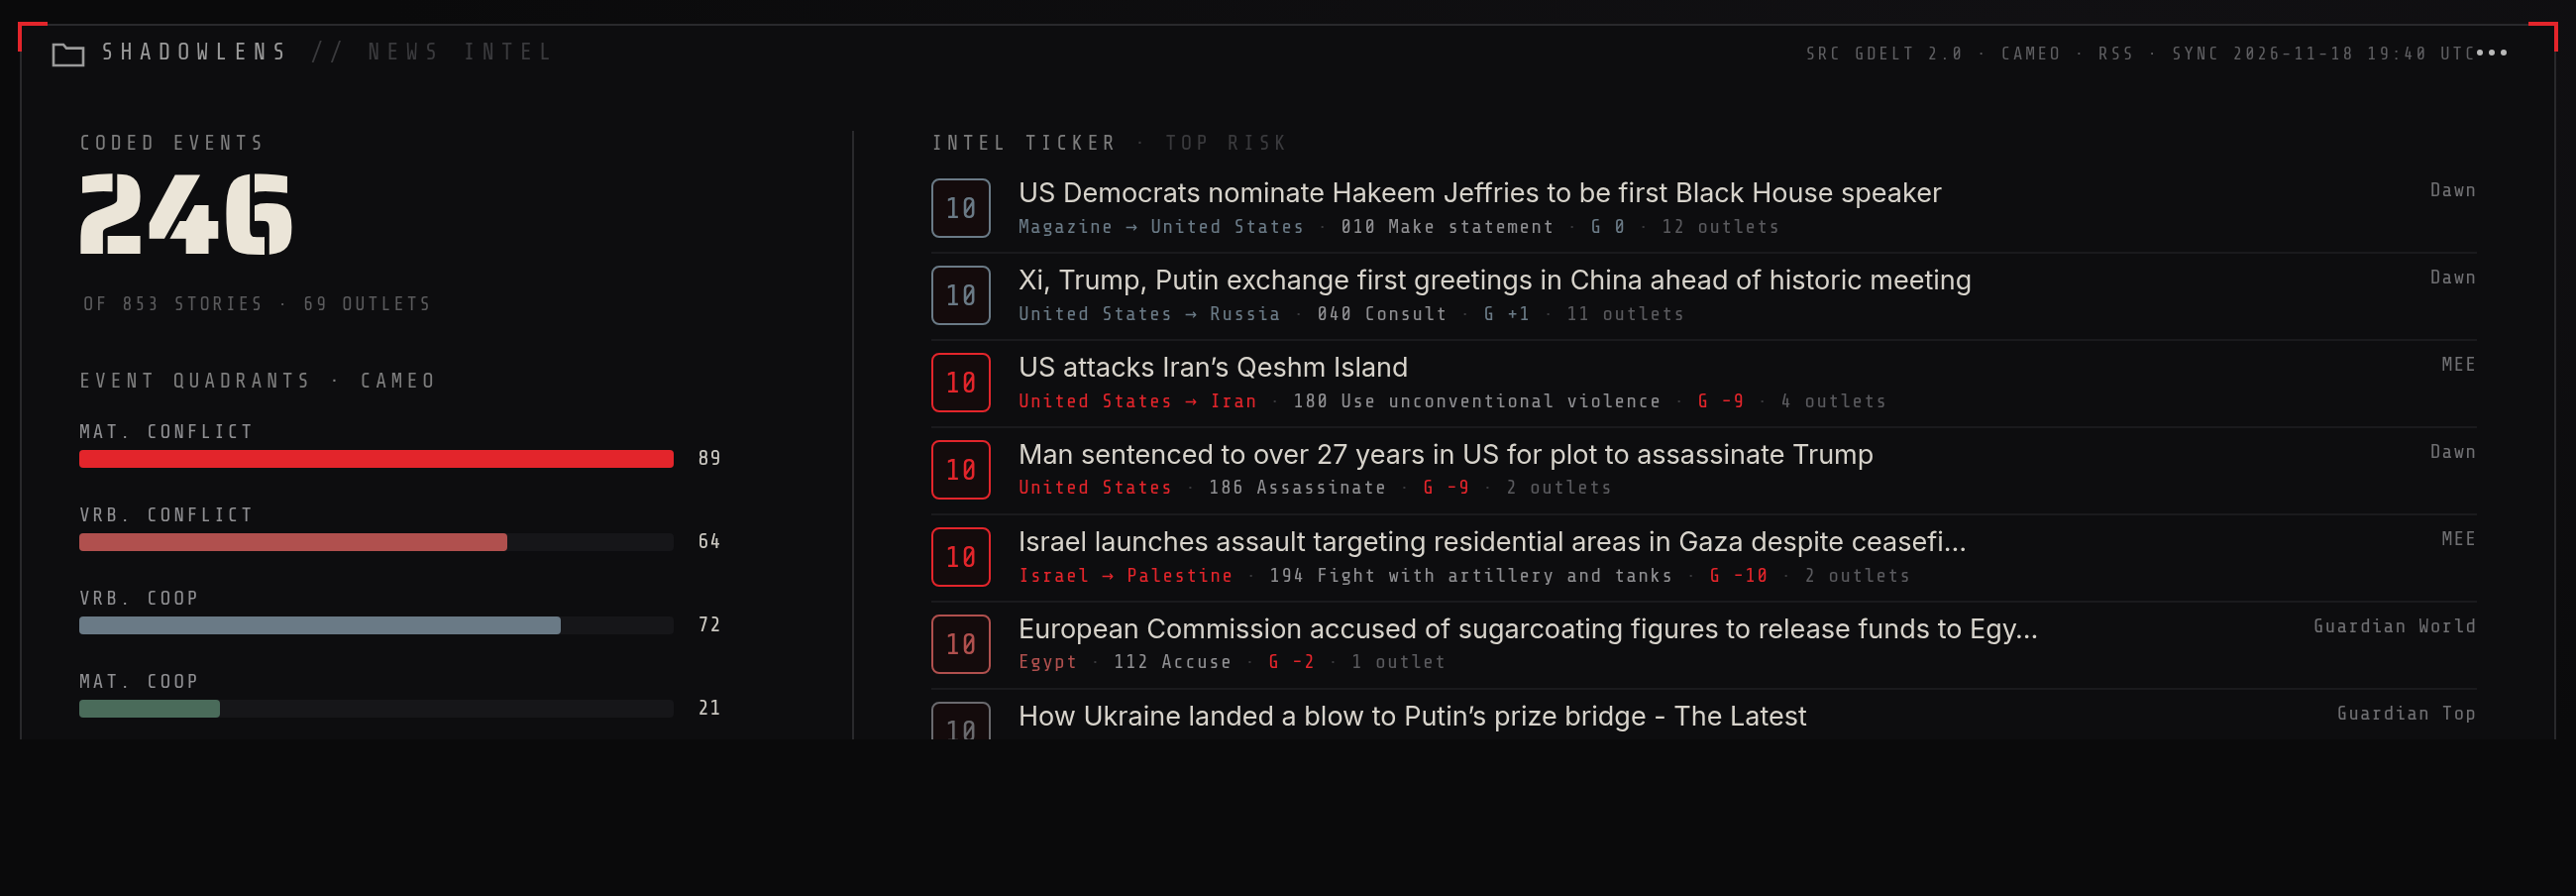 SHADOWLENS // NEWS INTEL
SRC GDELT 2.0 · CAMEO · RSS · SYNC 2026-11-18 19:40 UTC•••
CODED EVENTS
246
OF 853 STORIES · 69 OUTLETS
EVENT QUADRANTS · CAMEO
MAT. CONFLICT
89
VRB. CONFLICT
64
VRB. COOP
72
MAT. COOP
21
INTEL TICKER · TOP RISK
10
US Democrats nominate Hakeem Jeffries to be first Black House speaker
Dawn
Magazine → United States · 010 Make statement · G 0 · 12 outlets
10
Xi, Trump, Putin exchange first greetings in China ahead of historic meeting
Dawn
United States → Russia · 040 Consult · G +1 · 11 outlets
10
US attacks Iran’s Qeshm Island
MEE
United States → Iran · 180 Use unconventional violence · G -9 · 4 outlets
10
Man sentenced to over 27 years in US for plot to assassinate Trump
Dawn
United States · 186 Assassinate · G -9 · 2 outlets
10
Israel launches assault targeting residential areas in Gaza despite ceasefi...
MEE
Israel → Palestine · 194 Fight with artillery and tanks · G -10 · 2 outlets
10
European Commission accused of sugarcoating figures to release funds to Egy...
Guardian World
Egypt · 112 Accuse · G -2 · 1 outlet
10
How Ukraine landed a blow to Putin’s prize bridge - The Latest
Guardian Top